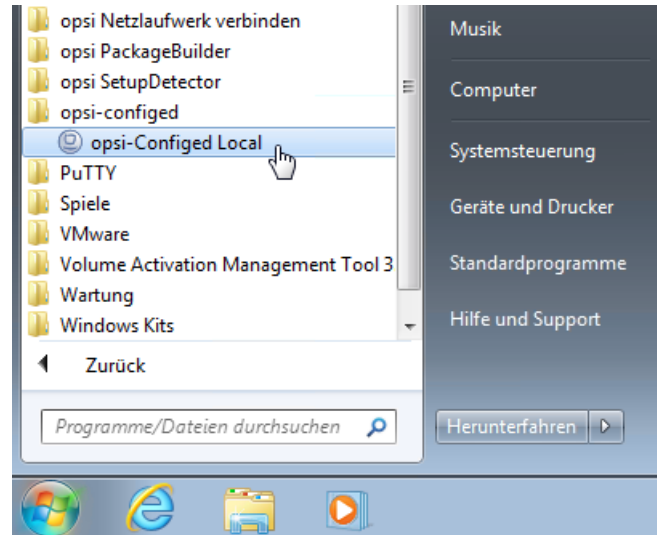 opsi Netzlaufwerk verbinden
opsi PackageBuilder
opsi SetupDetector
opsi-configed
opsi-Configed Local
PuTTY
Spiele
VMware
Volume Activation Management Tool 3
Wartung
Windows Kits
Zurück
Programme/Dateien durchsuchen
Musik
Computer
Systemsteuerung
Geräte und Drucker
Standardprogramme
Hilfe und Support
Herunterfahren